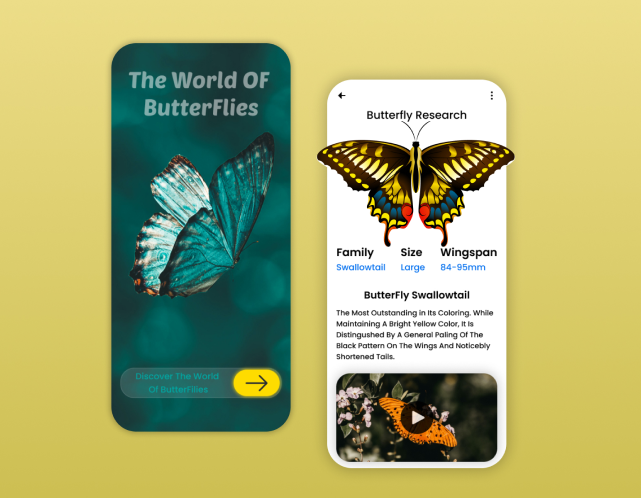 The World OF
ButterFlies
Discover The World
Of ButterFlies
Butterfly Research
Family Size Wingspan
Swallowtail Large 84-95mm
ButterFly Swallowtail
The Most Outstanding in Its Coloring. While
Maintaining A Bright Yellow Color, It Is
Distingushed By A General Paling Of The
Black Pattern On The Wings And Noticebly
Shortened Tails.